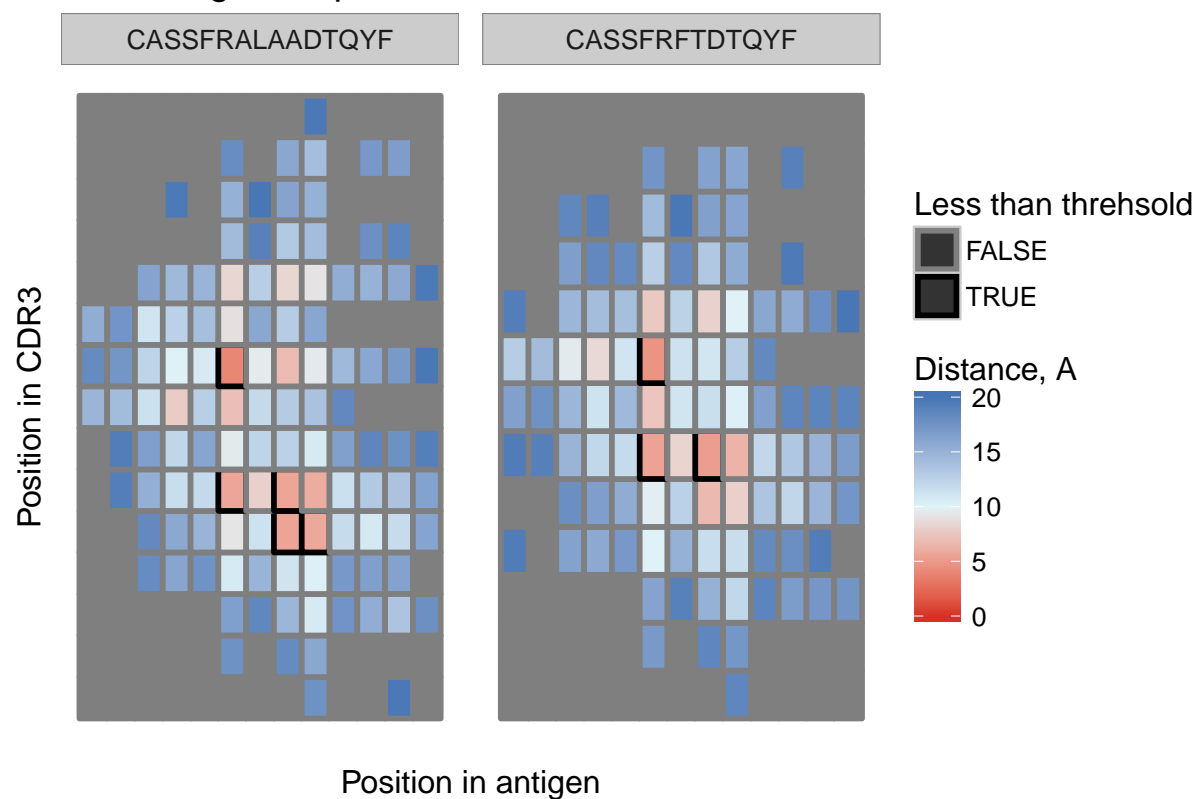 CASSFRALAADTQYF
CASSFRFTDTQYF
Position in CDR3
Position in antigen
Less than threhsold
FALSE
TRUE
Distance, A
20
15
10
5
0